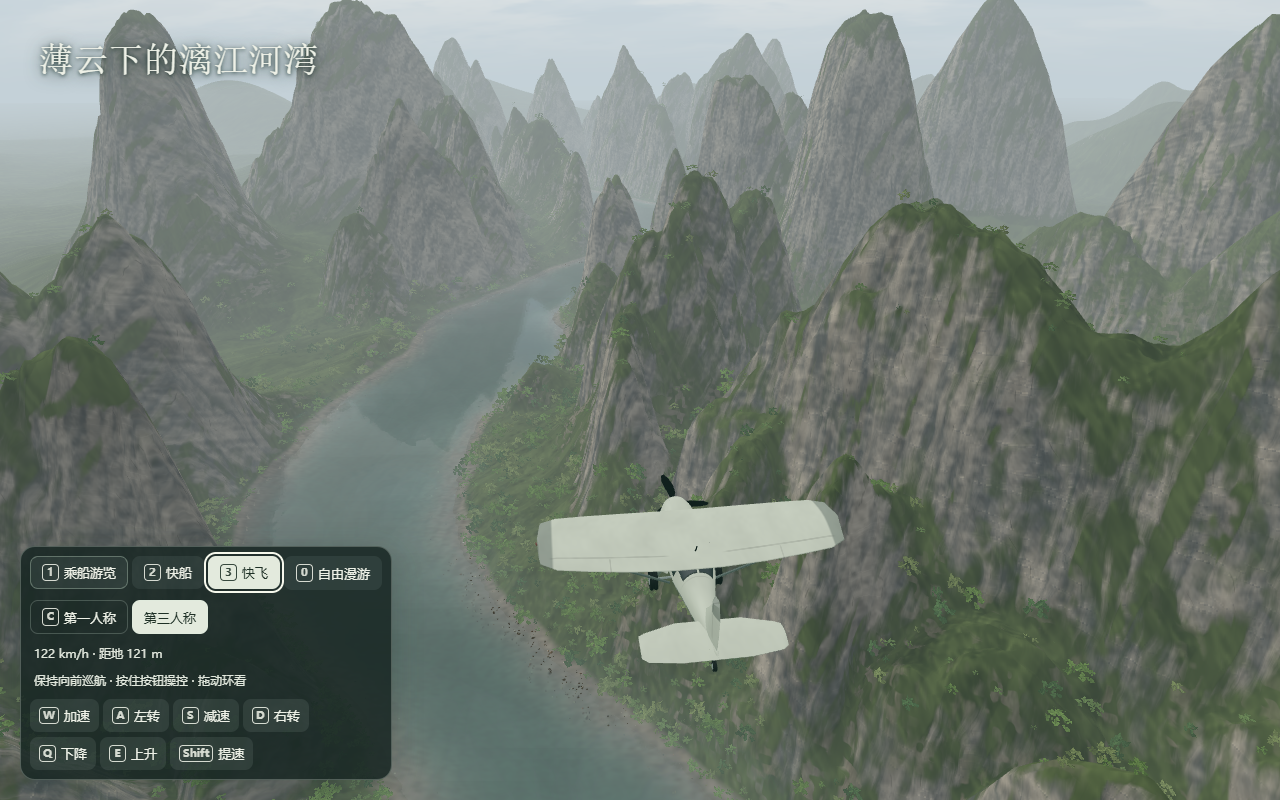 薄云下的漓江河湾
1 乘船游览 2 快船 3 快飞 0 自由漫游
C 第一人称 第三人称
122 km/h · 距地 121 m
保持向前巡航 · 按住按钮操控 · 拖动环看
W 加速 A 左转 S 减速 D 右转
Q 下降 E 上升 Shift 提速